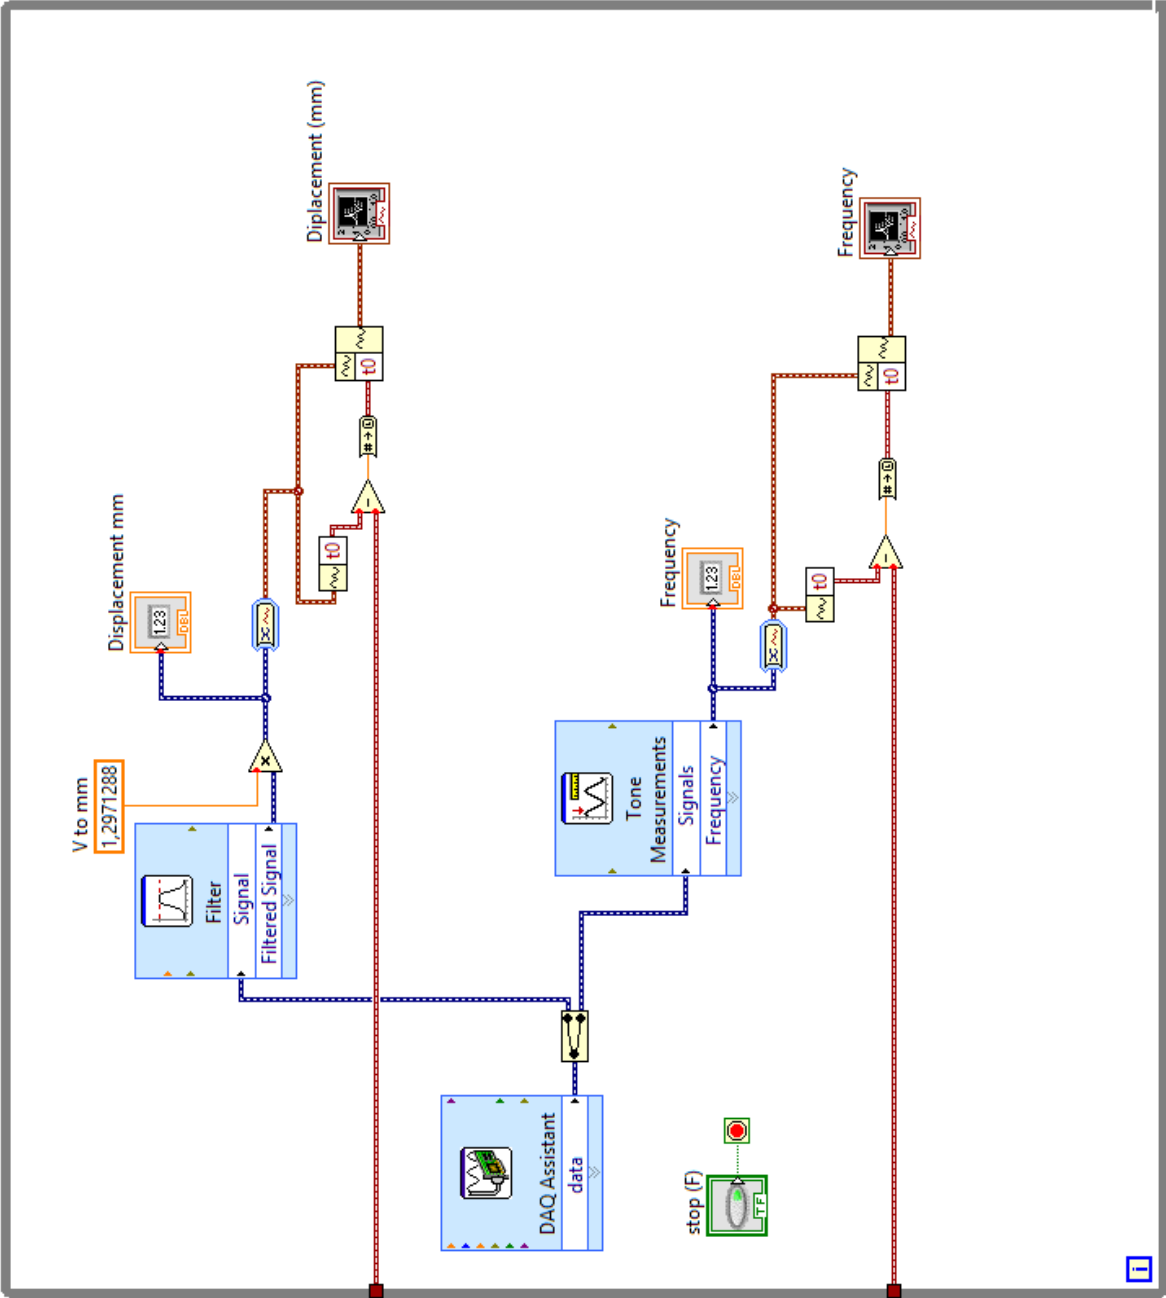 Diplacement (mm)
t0
Displacement mm
1.23
DBL
t0
V to mm
1,2971288
Filter
Signal
Filtered Signal
Frequency
t0
Frequency
1.23
DBL
t0
Tone
Measurements
Signals
Frequency
DAQ Assistant
data
stop (F)
TF
i